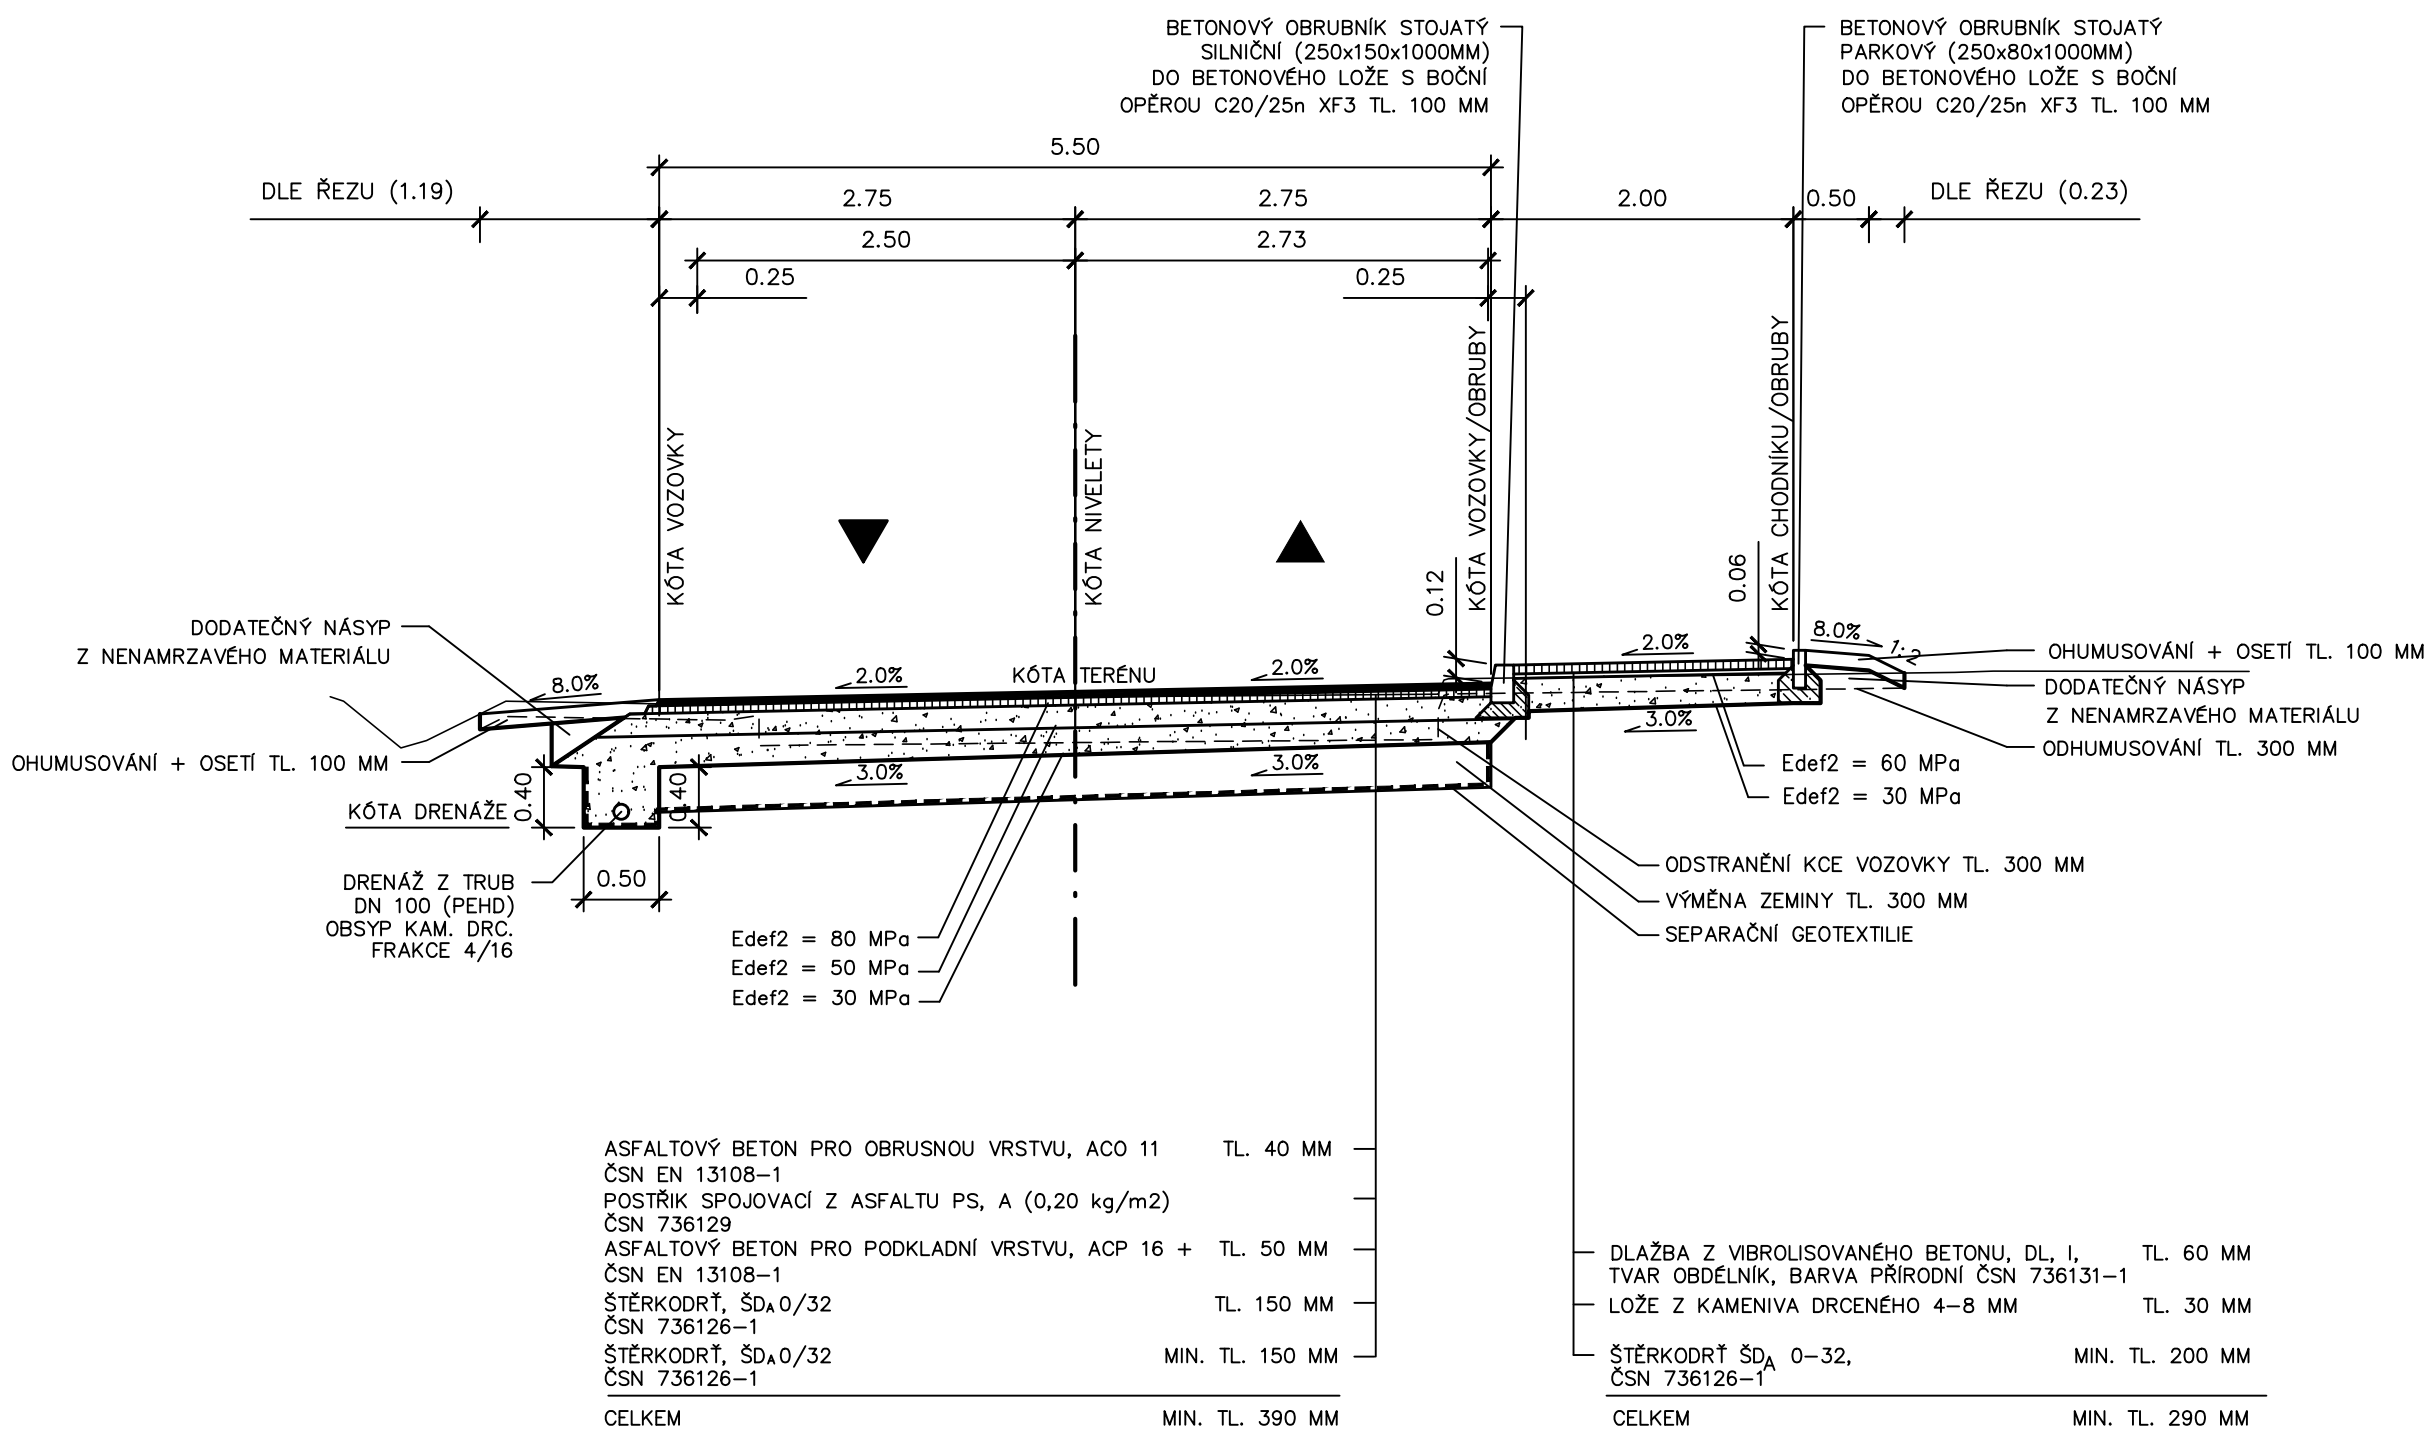 BETONOVÝ OBRUBNÍK STOJATÝ
SILNIČNÍ (250x150x1000MM)
DO BETONOVÉHO LOŽE S BOČNÍ
OPĚROU C20/25n XF3 TL. 100 MM
BETONOVÝ OBRUBNÍK STOJATÝ
PARKOVÝ (250x80x1000MM)
DO BETONOVÉHO LOŽE S BOČNÍ
OPĚROU C20/25n XF3 TL. 100 MM
5.50
DLE ŘEZU (1.19)
2.75
2.75
2.00
0.50
DLE ŘEZU (0.23)
2.50
2.73
0.25
0.25
KÓTA VOZOVKY
KÓTA NIVELETY
KÓTA VOZOVKY/OBRUBY
KÓTA CHODNÍKU/OBRUBY
0.12
0.06
DODATEČNÝ NÁSYP
Z NENAMRZAVÉHO MATERIÁLU
8.0%
2.0%
KÓTA TERÉNU
2.0%
2.0%
8.0%
1:2
OHUMUSOVÁNÍ + OSETÍ TL. 100 MM
DODATEČNÝ NÁSYP
Z NENAMRZAVÉHO MATERIÁLU
ODHUMUSOVÁNÍ TL. 300 MM
OHUMUSOVÁNÍ + OSETÍ TL. 100 MM
3.0%
3.0%
3.0%
Edef2 = 60 MPa
Edef2 = 30 MPa
0.40
0.40
KÓTA DRENÁŽE
0.50
DRENÁŽ Z TRUB
DN 100 (PEHD)
OBSYP KAM. DRC.
FRAKCE 4/16
ODSTRANĚNÍ KCE VOZOVKY TL. 300 MM
VÝMĚNA ZEMINY TL. 300 MM
SEPARAČNÍ GEOTEXTILIE
Edef2 = 80 MPa
Edef2 = 50 MPa
Edef2 = 30 MPa
ASFALTOVÝ BETON PRO OBRUSNOU VRSTVU, ACO 11 TL. 40 MM
ČSN EN 13108-1
POSTŘIK SPOJOVACÍ Z ASFALTU PS, A (0,20 kg/m2)
ČSN 736129
ASFALTOVÝ BETON PRO PODKLADNÍ VRSTVU, ACP 16 + TL. 50 MM
ČSN EN 13108-1
ŠTĚRKODRŤ, ŠDA 0/32 TL. 150 MM
ČSN 736126-1
ŠTĚRKODRŤ, ŠDA 0/32 MIN. TL. 150 MM
ČSN 736126-1
CELKEM MIN. TL. 390 MM
DLAŽBA Z VIBROLISOVANÉHO BETONU, DL, I, TL. 60 MM
TVAR OBDÉLNÍK, BARVA PŘÍRODNÍ ČSN 736131-1
LOŽE Z KAMENIVA DRCENÉHO 4-8 MM TL. 30 MM
ŠTĚRKODRŤ ŠDA 0-32, MIN. TL. 200 MM
ČSN 736126-1
CELKEM MIN. TL. 290 MM